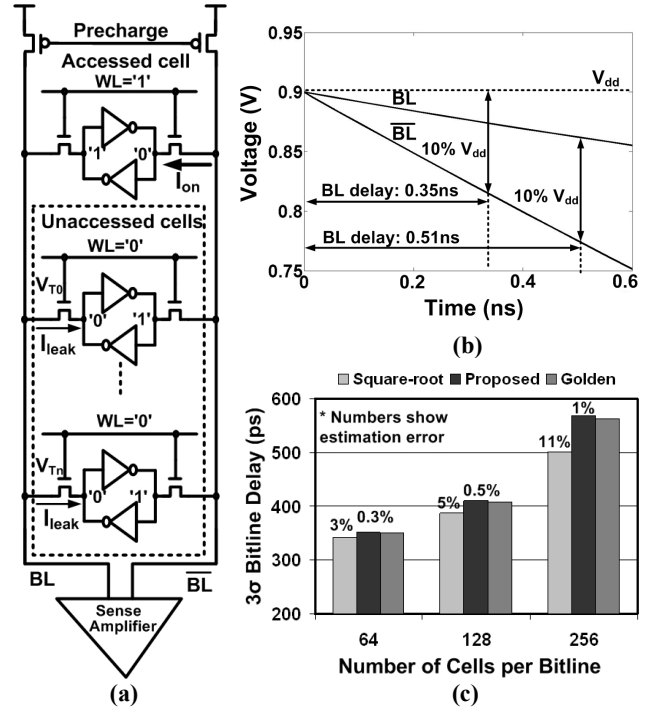 Precharge
Accessed cell
WL='1'
'1'
'0'
Ion
Unaccessed cells
WL='0'
VT0
'0'
'1'
Ileak
WL='0'
VTn
'0'
'1'
Ileak
BL
B̅L̅
Sense
Amplifier
(a)
0.95
0.9
0.85
0.8
0.75
Voltage (V)
Vdd
BL
B̅L̅
10% Vdd
10% Vdd
BL delay: 0.35ns
BL delay: 0.51ns
0
0.2
0.4
0.6
Time (ns)
(b)
Square-root
Proposed
Golden
600
500
400
300
200
3σ Bitline Delay (ps)
* Numbers show
estimation error
3%
0.3%
5%
0.5%
11%
1%
64
128
256
Number of Cells per Bitline
(c)